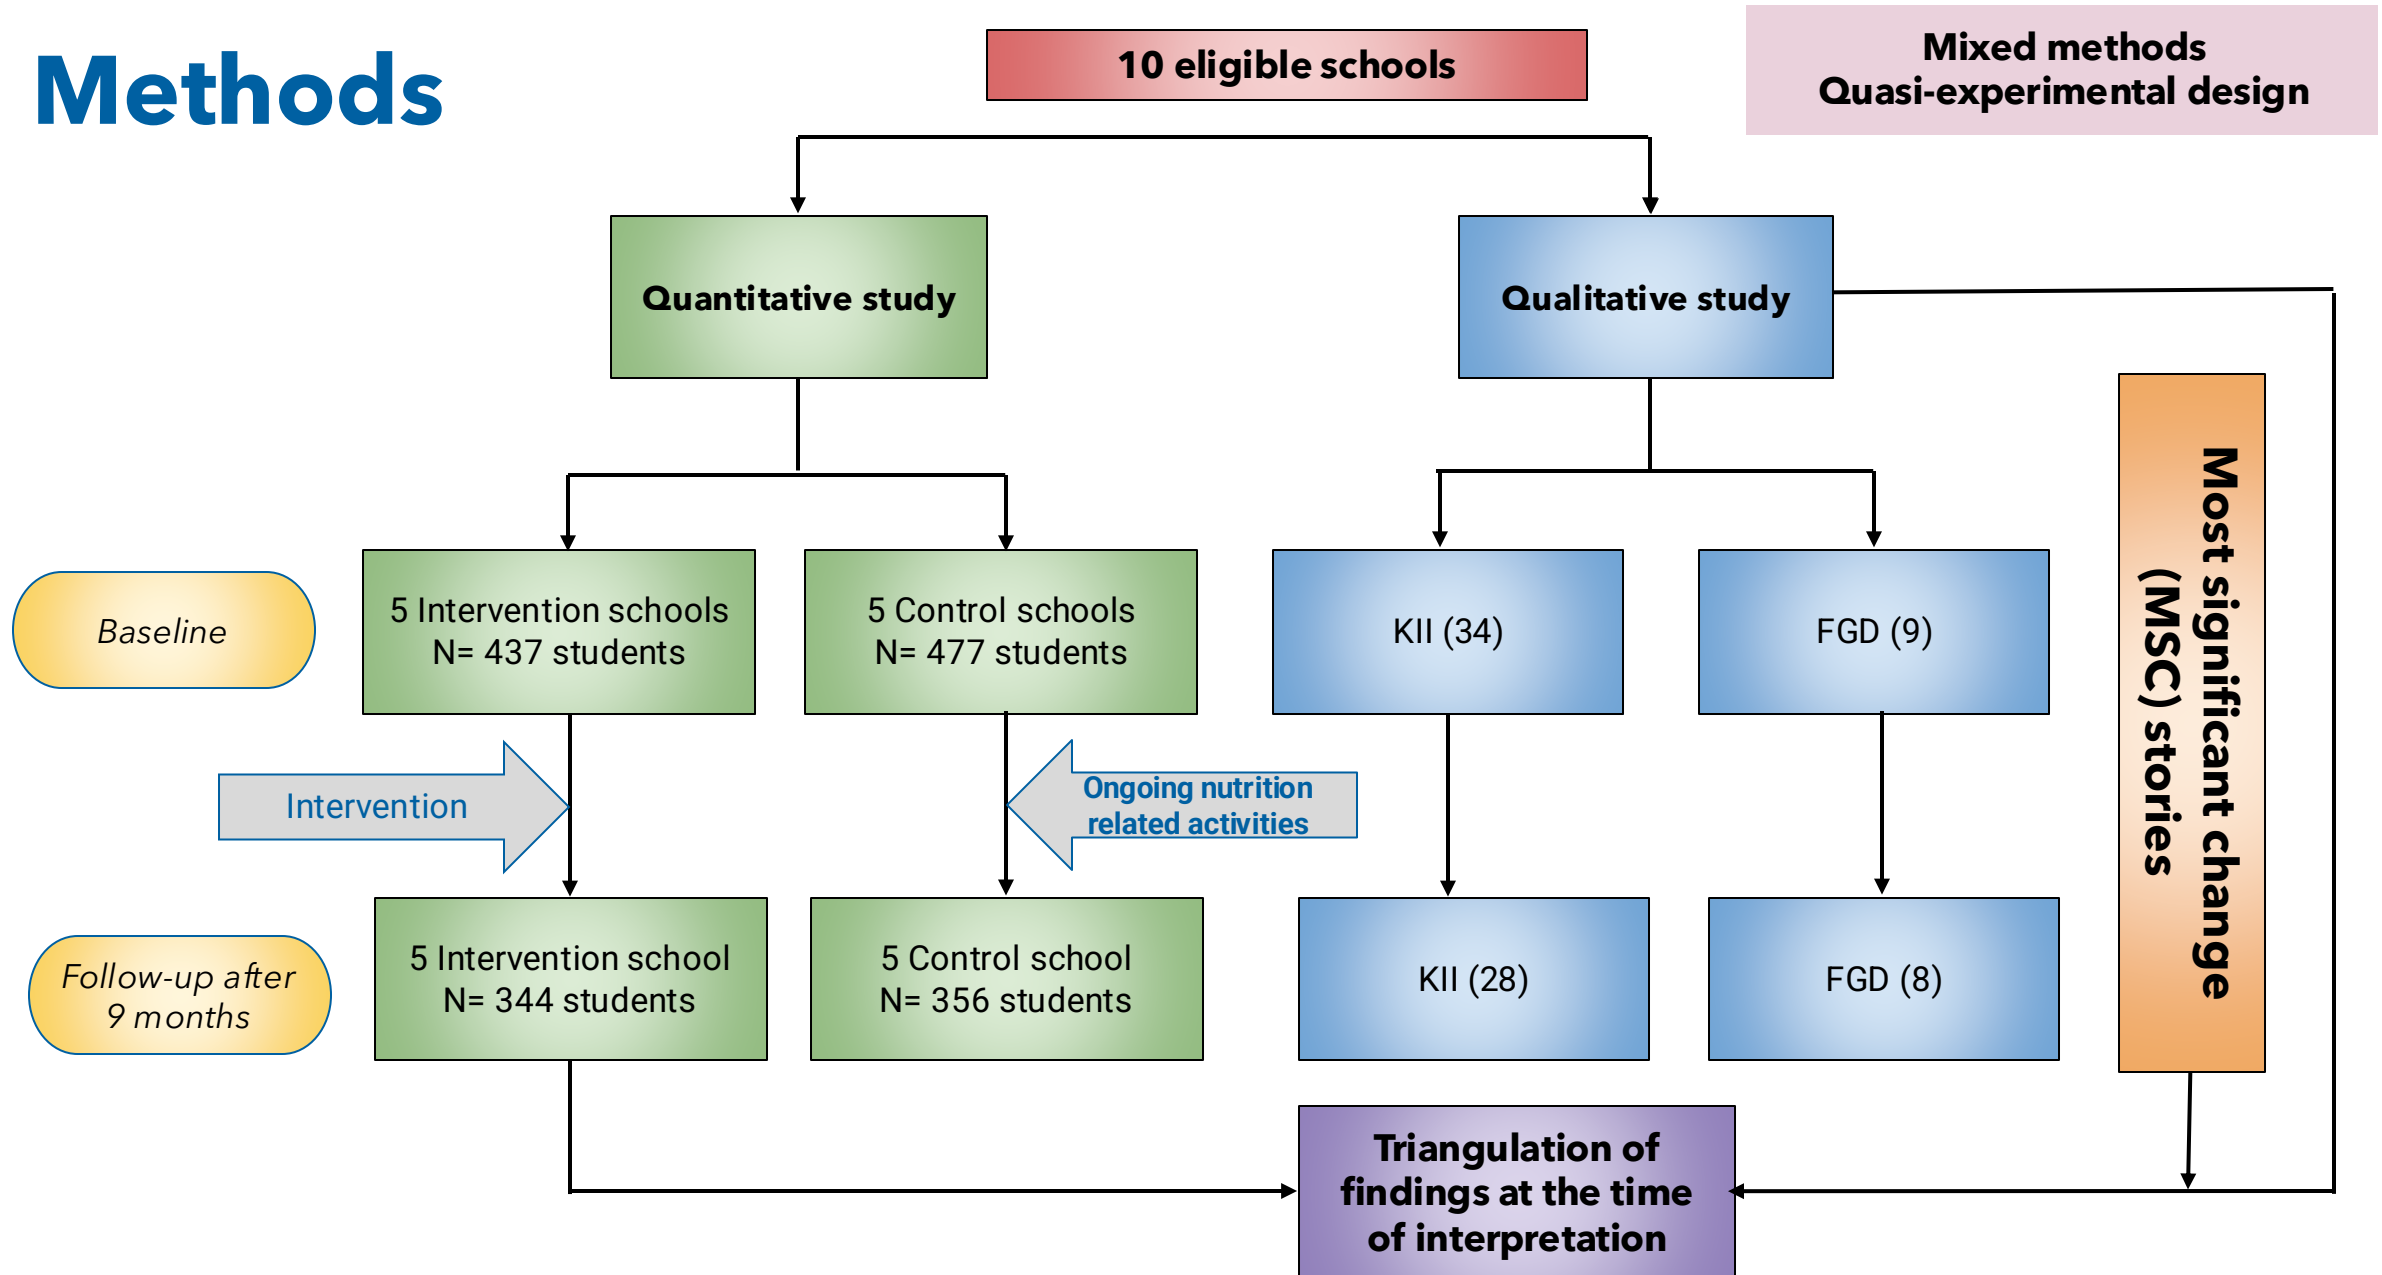 Methods
10 eligible schools
Mixed methods
Quasi-experimental design
Quantitative study
Qualitative study
Most significant change
(MSC) stories
Baseline
5 Intervention schools
N= 437 students
5 Control schools
N= 477 students
KII (34)
FGD (9)
Intervention
Ongoing nutrition
related activities
Follow-up after
9 months
5 Intervention school
N= 344 students
5 Control school
N= 356 students
KII (28)
FGD (8)
Triangulation of
findings at the time
of interpretation